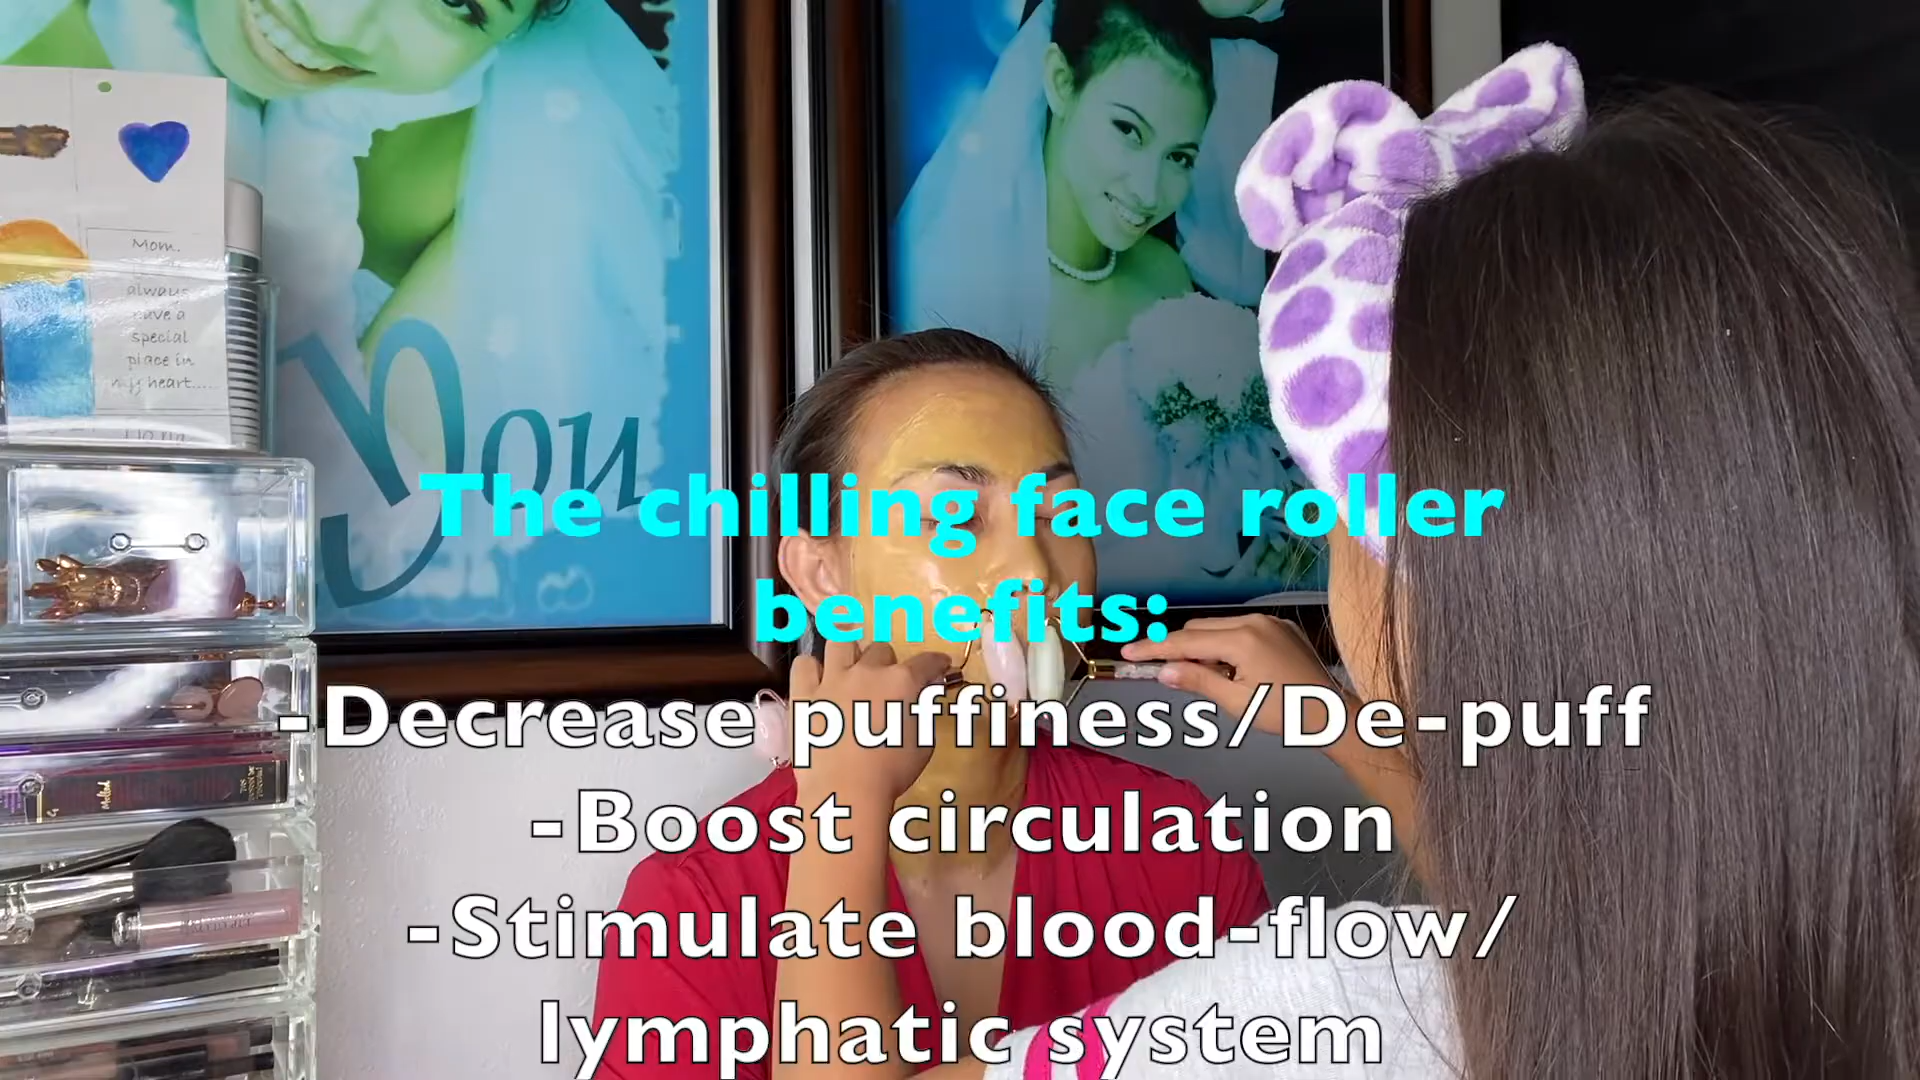 Mom,
always
have a
special
place in
my heart.....
You
The chilling face roller
benefits:
-Decrease puffiness/De-puff
-Boost circulation
-Stimulate blood-flow/
lymphatic system
Melted